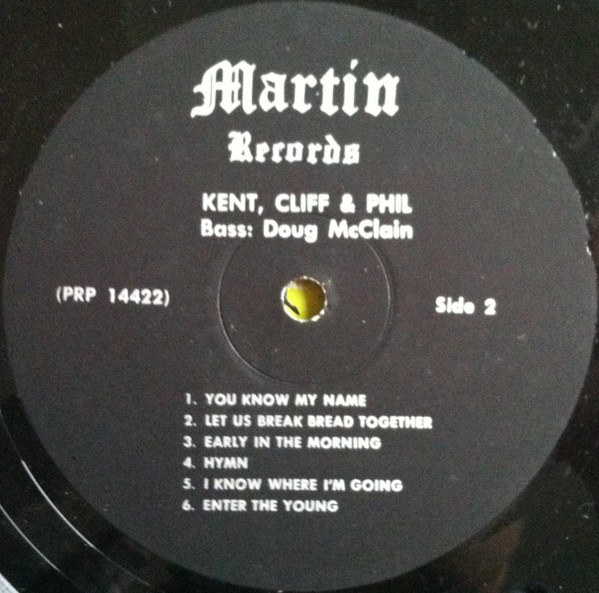 Martin
Records
KENT, CLIFF & PHIL
Bass: Doug McClain
(PRP 14422)
Side 2
1. YOU KNOW MY NAME
2. LET US BREAK BREAD TOGETHER
3. EARLY IN THE MORNING
4. HYMN
5. I KNOW WHERE I'M GOING
6. ENTER THE YOUNG